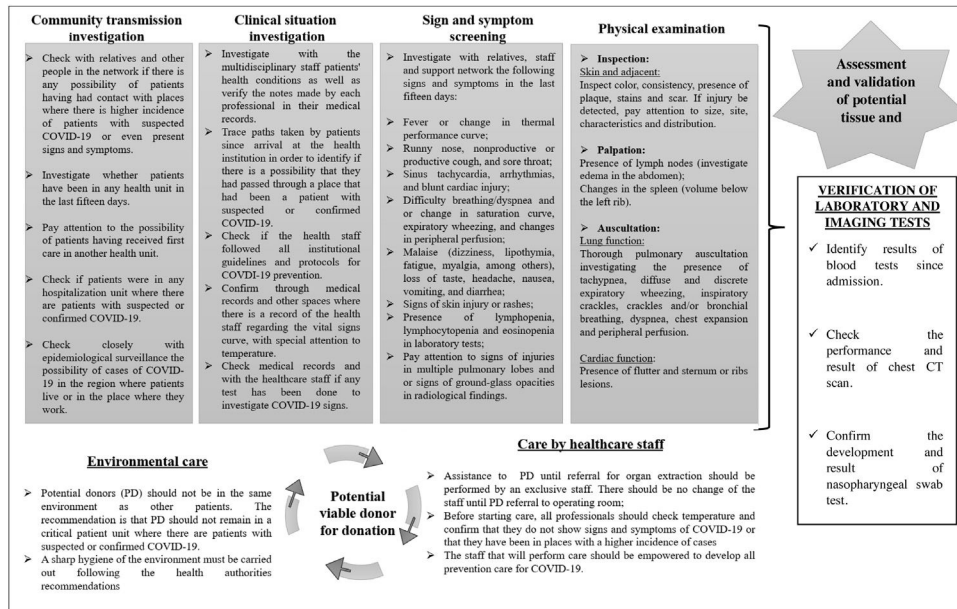 Community transmission
investigation
➢ Check with relatives and other
people in the network if there is
any possibility of patients
having had contact with places
where there is higher incidence
of patients with suspected
COVID-19 or even present
signs and symptoms.
➢ Investigate whether patients
have been in any health unit in
the last fifteen days.
➢ Pay attention to the possibility
of patients having received first
care in another health unit.
➢ Check if patients were in any
hospitalization unit where there
are patients with suspected or
confirmed COVID-19.
➢ Check closely with
epidemiological surveillance the
possibility of cases of COVID-
19 in the region where patients
live or in the place where they
work.
Clinical situation
investigation
➢ Investigate with the
multidisciplinary staff patients'
health conditions as well as
verify the notes made by each
professional in their medical
records.
➢ Trace paths taken by patients
since arrival at the health
institution in order to identify if
there is a possibility that they
had passed through a place that
had been a patient with
suspected or confirmed
COVID-19.
➢ Check if the health staff
followed all institutional
guidelines and protocols for
COVDI-19 prevention.
➢ Confirm through medical
records and other spaces where
there is a record of the health
staff regarding the vital signs
curve, with special attention to
temperature.
➢ Check medical records and
with the healthcare staff if any
test has been done to
investigate COVID-19 signs.
Sign and symptom
screening
➢ Investigate with relatives, staff
and support network the following
signs and symptoms in the last
fifteen days:
➢ Fever or change in thermal
performance curve;
➢ Runny nose, nonproductive or
productive cough, and sore throat;
➢ Sinus tachycardia, arrhythmias,
and blunt cardiac injury;
➢ Difficulty breathing/dyspnea and
or change in saturation curve,
expiratory wheezing, and changes
in peripheral perfusion;
➢ Malaise (dizziness, lipothymia,
fatigue, myalgia, among others),
loss of taste, headache, nausea,
vomiting, and diarrhea;
➢ Signs of skin injury or rashes;
➢ Presence of lymphopenia,
lymphocytopenia and eosinopenia in
laboratory tests;
➢ Pay attention to signs of injuries
in multiple pulmonary lobes and
or signs of ground-glass opacities
in radiological findings.
Physical examination
➢ Inspection:
Skin and adjacent:
Inspect color, consistency, presence of
plaque, stains and scar. If injury be
detected, pay attention to size, site,
characteristics and distribution.
➢ Palpation:
Presence of lymph nodes (investigate
edema in the abdomen);
Changes in the spleen (volume below
the left rib).
➢ Auscultation:
Lung function:
Thorough pulmonary auscultation
investigating the presence of
tachypnea, diffuse and discrete
expiratory wheezing, inspiratory
crackles, crackles and/or bronchial
breathing, dyspnea, chest expansion
and peripheral perfusion.
Cardiac function:
Presence of flutter and sternum or ribs
lesions.
Assessment
and validation
of potential
tissue and
VERIFICATION OF
LABORATORY AND
IMAGING TESTS
✓ Identify results of
blood tests since
admission.
✓ Check the
performance and
result of chest CT
scan.
✓ Confirm the
development and
result of
nasopharyngeal swab
test.
Environmental care
➢ Potential donors (PD) should not be in the same
environment as other patients. The
recommendation is that PD should not remain in a
critical patient unit where there are patients with
suspected or confirmed COVID-19.
➢ A sharp hygiene of the environment must be carried
out following the health authorities
recommendations
Potential
viable donor
for donation
Care by healthcare staff
➢ Assistance to PD until referral for organ extraction should be
performed by an exclusive staff. There should be no change of the
staff until PD referral to operating room;
➢ Before starting care, all professionals should check temperature and
confirm that they do not show signs and symptoms of COVID-19 or
that they have been in places with a higher incidence of cases
➢ The staff that will perform care should be empowered to develop all
prevention care for COVID-19.